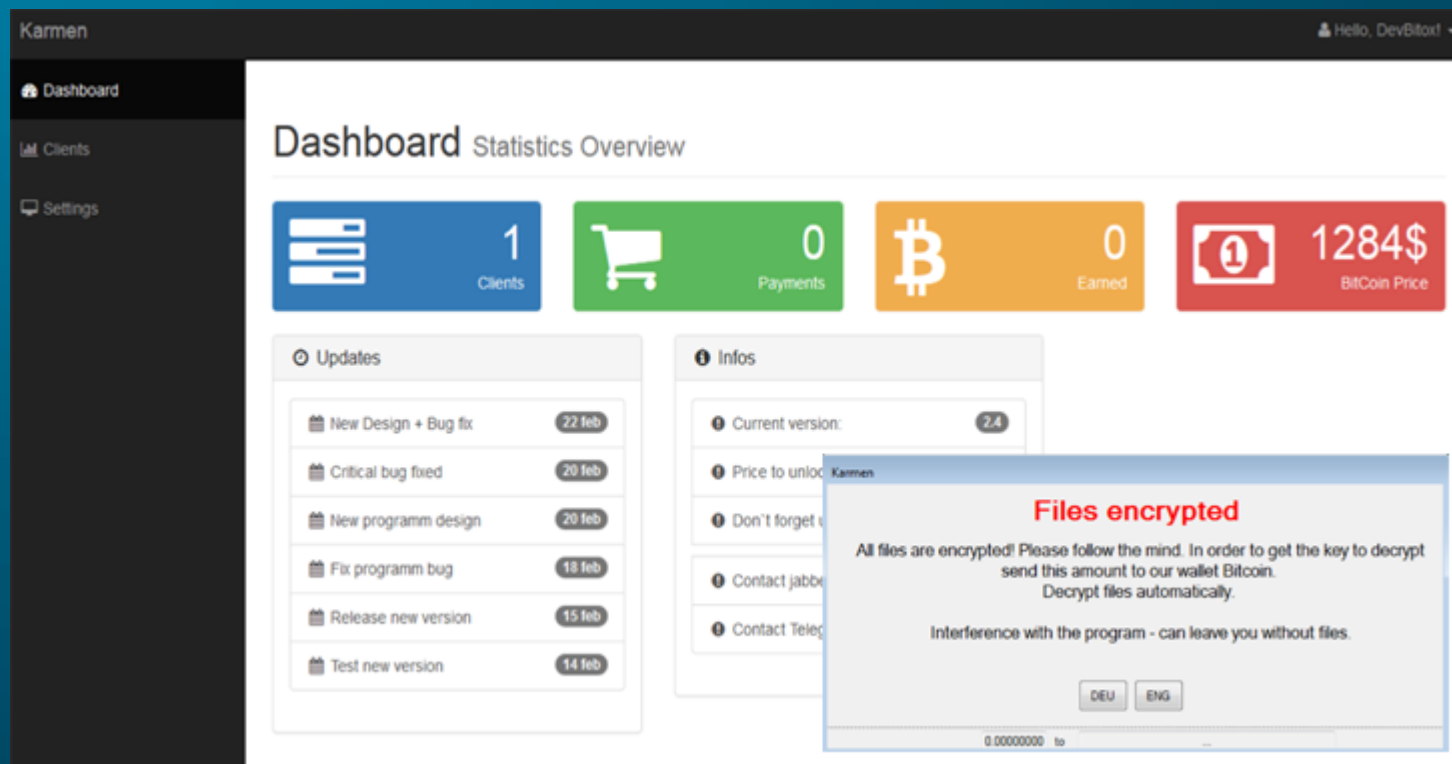 Karmen
Hello, DevBitox!
Dashboard
Clients
Settings
Dashboard Statistics Overview
1
Clients
0
Payments
0
Earned
1284$
BitCoin Price
Updates
New Design + Bug fix 22 feb
Critical bug fixed 20 feb
New programm design 20 feb
Fix programm bug 18 feb
Release new version 15 feb
Test new version 14 feb
Infos
Current version: 2.4
Price to
Don`t forget
Contact
Contact
Karmen
Files encrypted
All files are encrypted! Please follow the mind. In order to get the key to decrypt
send this amount to our wallet Bitcoin.
Decrypt files automatically.
Interference with the program - can leave you without files.
DEU ENG
0.00000000 to ...